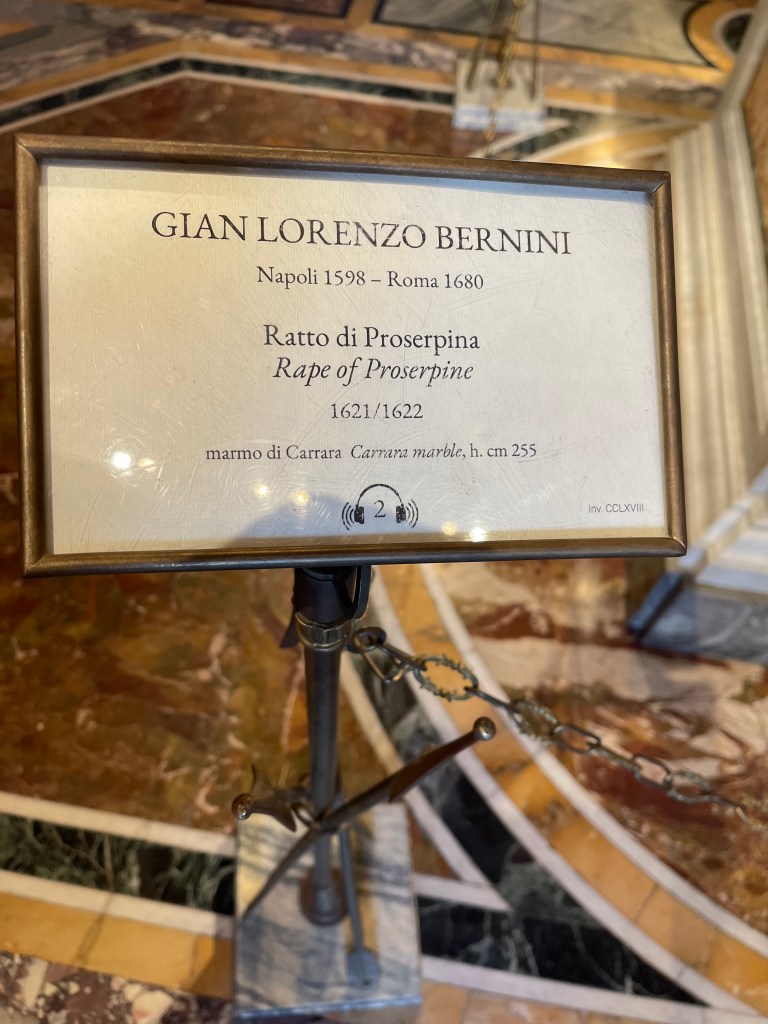 GIAN LORENZO BERNINI
Napoli 1598 – Roma 1680
Ratto di Proserpina
Rape of Proserpine
1621/1622
marmo di Carrara Carrara marble, h. cm 255
2
inv. CCLXVIII